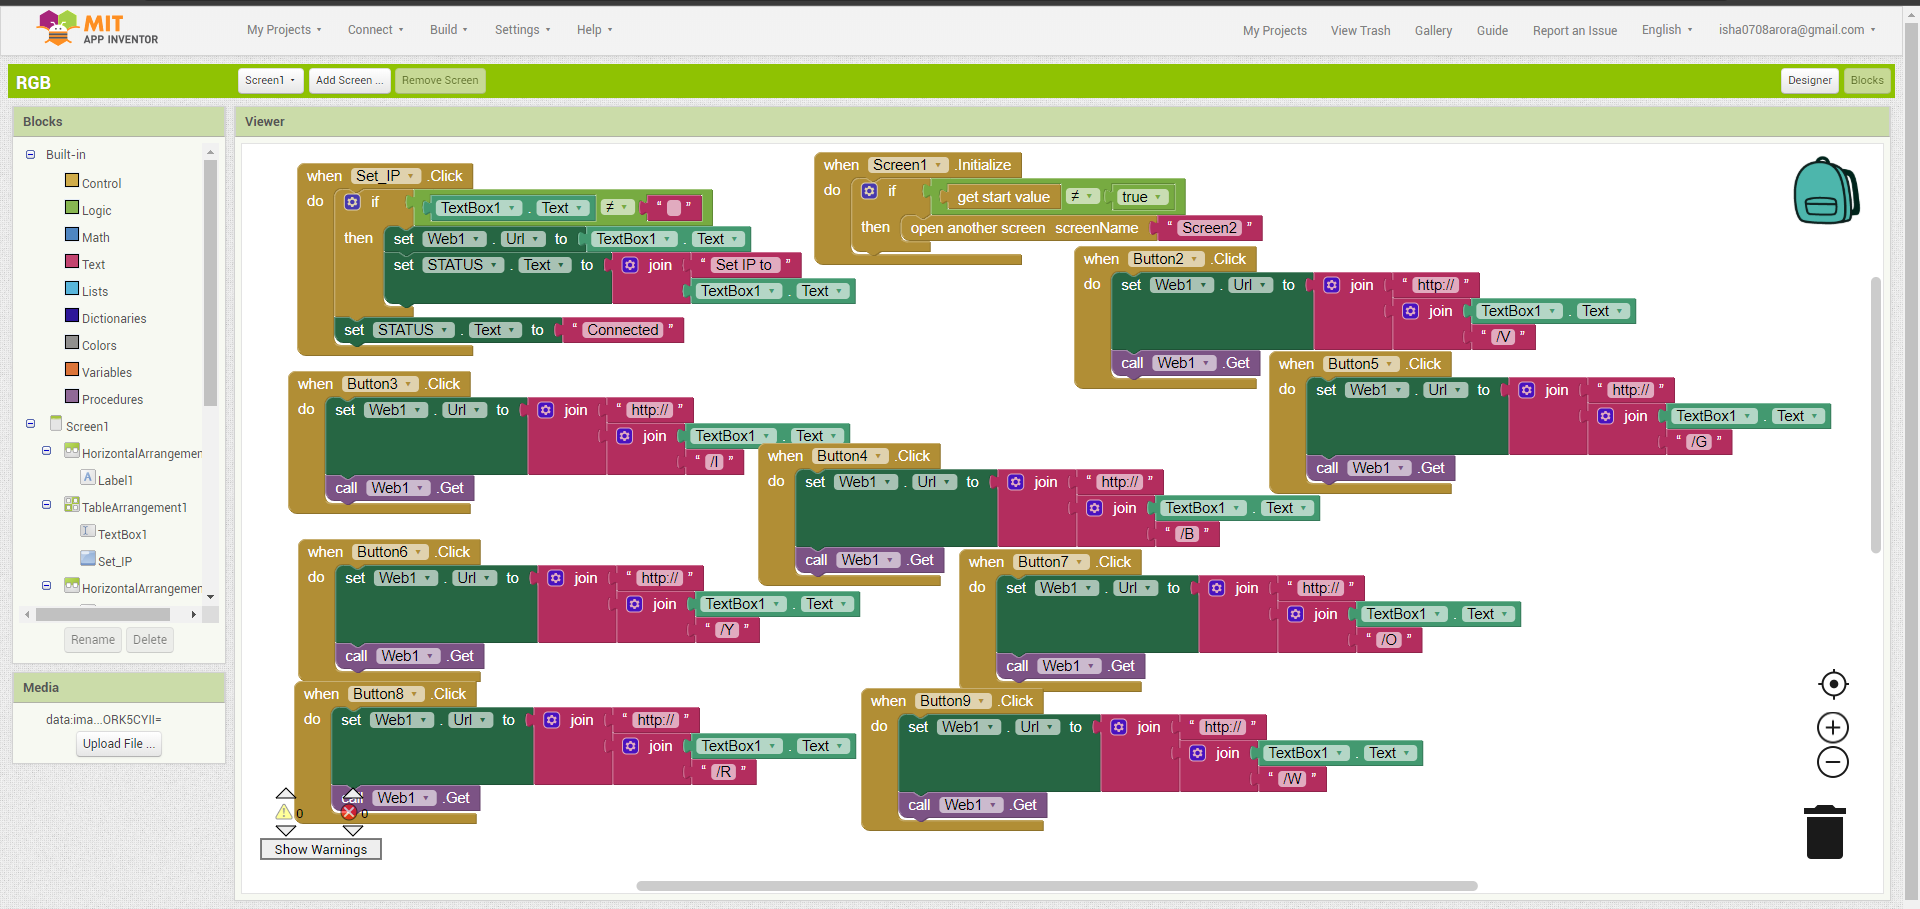 MIT
APP INVENTOR
My Projects Connect Build Settings Help My Projects View Trash Gallery Guide Report an Issue English isha0708arora@gmail.com
RGB Screen1 Add Screen ... Remove Screen Designer Blocks
Blocks
Built-in
Control
Logic
Math
Text
Lists
Dictionaries
Colors
Variables
Procedures
Screen1
HorizontalArrangemen
Label1
TableArrangement1
TextBox1
Set_IP
HorizontalArrangemen
Rename Delete
Media
data:ima...ORK5CYII=
Upload File ...
Viewer
when Set_IP .Click
do if TextBox1 . Text ≠ " "
then set Web1 . Url to TextBox1 . Text
set STATUS . Text to join " Set IP to "
TextBox1 . Text
set STATUS . Text to " Connected "
when Screen1 .Initialize
do if get start value ≠ true
then open another screen screenName " Screen2 "
when Button2 .Click
do set Web1 . Url to join " http:// "
join TextBox1 . Text
" /V "
call Web1 .Get
when Button5 .Click
do set Web1 . Url to join " http:// "
join TextBox1 . Text
" /G "
call Web1 .Get
when Button3 .Click
do set Web1 . Url to join " http:// "
join TextBox1 . Text
" /I "
call Web1 .Get
when Button4 .Click
do set Web1 . Url to join " http:// "
join TextBox1 . Text
" /B "
call Web1 .Get
when Button6 .Click
do set Web1 . Url to join " http:// "
join TextBox1 . Text
" /Y "
call Web1 .Get
when Button7 .Click
do set Web1 . Url to join " http:// "
join TextBox1 . Text
" /O "
call Web1 .Get
when Button8 .Click
do set Web1 . Url to join " http:// "
join TextBox1 . Text
" /R "
call Web1 .Get
when Button9 .Click
do set Web1 . Url to join " http:// "
join TextBox1 . Text
" /W "
call Web1 .Get
0 0
Show Warnings